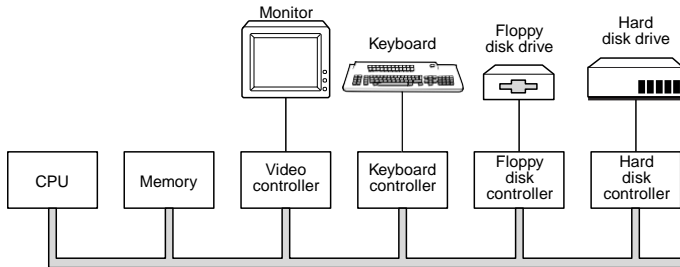 Monitor
Keyboard
Floppy
disk drive
Hard
disk drive
CPU
Memory
Video
controller
Keyboard
controller
Floppy
disk
controller
Hard
disk
controller